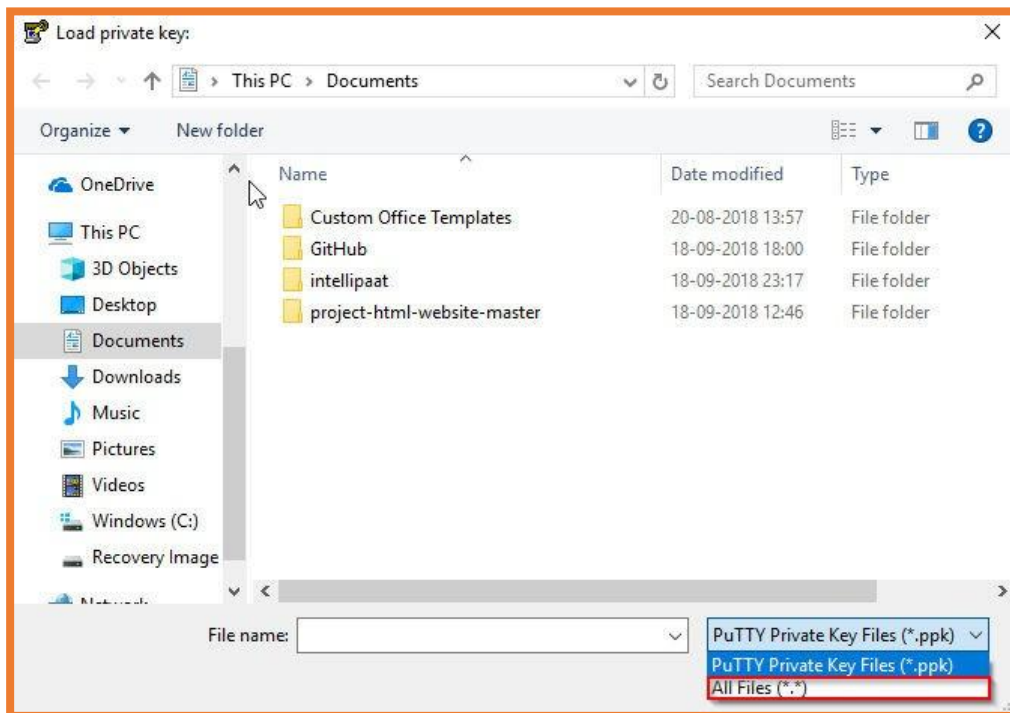 Load private key:
This PC > Documents
Search Documents
Organize
New folder
Name
Date modified
Type
OneDrive
This PC
3D Objects
Desktop
Documents
Downloads
Music
Pictures
Videos
Windows (C:)
Recovery Image
Custom Office Templates 20-08-2018 13:57 File folder
GitHub 18-09-2018 18:00 File folder
intellipaat 18-09-2018 23:17 File folder
project-html-website-master 18-09-2018 12:46 File folder
File name:
PuTTY Private Key Files (*.ppk)
PuTTY Private Key Files (*.ppk)
All Files (*.*)